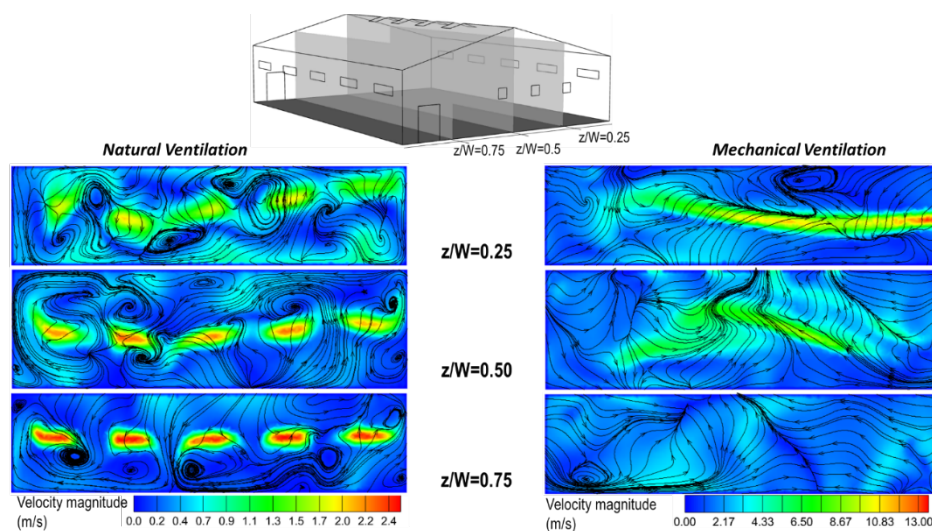 z/W=0.25
z/W=0.5
z/W=0.75
Natural Ventilation
Mechanical Ventilation
z/W=0.25
z/W=0.50
z/W=0.75
Velocity magnitude
(m/s)
0.0 0.2 0.4 0.7 0.9 1.1 1.3 1.5 1.7 2.0 2.2 2.4
Velocity magnitude
(m/s)
0.00 2.17 4.33 6.50 8.67 10.83 13.00